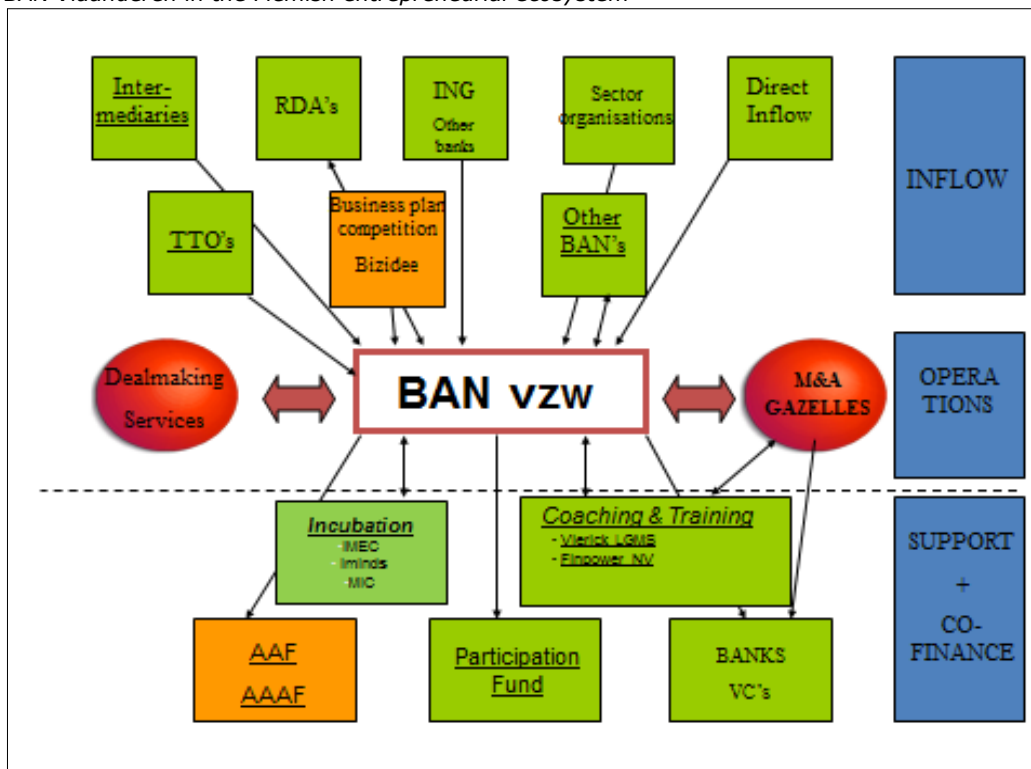 BAN Vlaanderen in the Flemish entrepreneurial ecosystem
Inter-
mediaries
RDA's
ING
Other
banks
Sector
organisations
Direct
Inflow
INFLOW
TTO's
Business plan
competition
Bizidee
Other
BAN's
Dealmaking
Services
BAN vzw
M&A
GAZELLES
OPERA
TIONS
Incubation
-IMEC
-Iminds
-MIC
Coaching & Training
- Vlerick LGMS
- Finpower NV
SUPPORT
+
CO-
FINANCE
AAF
AAAF
Participation
Fund
BANKS
VC's